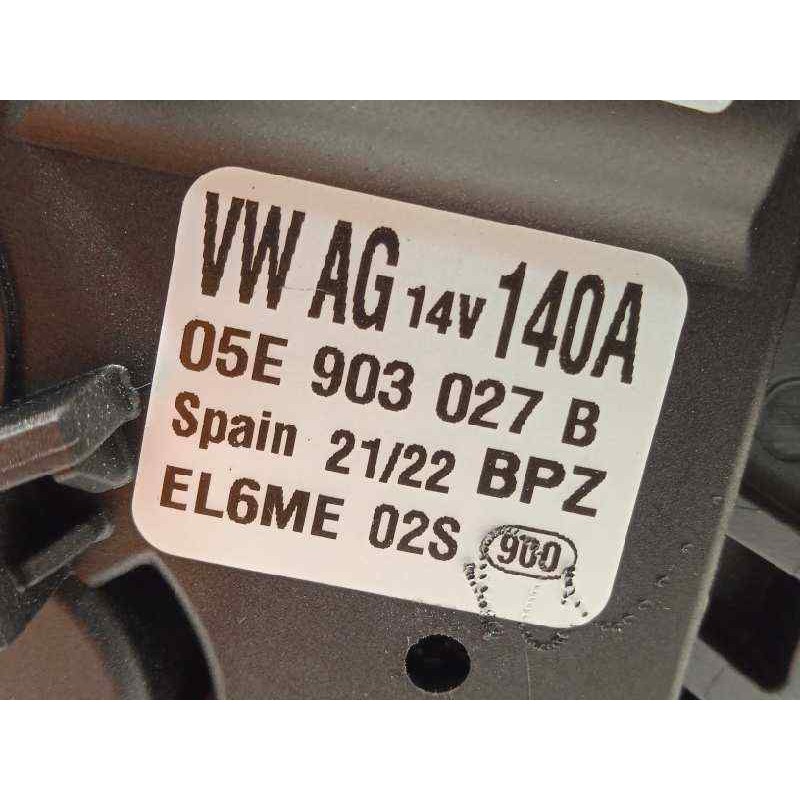 VW AG 14V 140A
05E 903 027 B
Spain 21/22 BPZ
EL6ME 02S 900